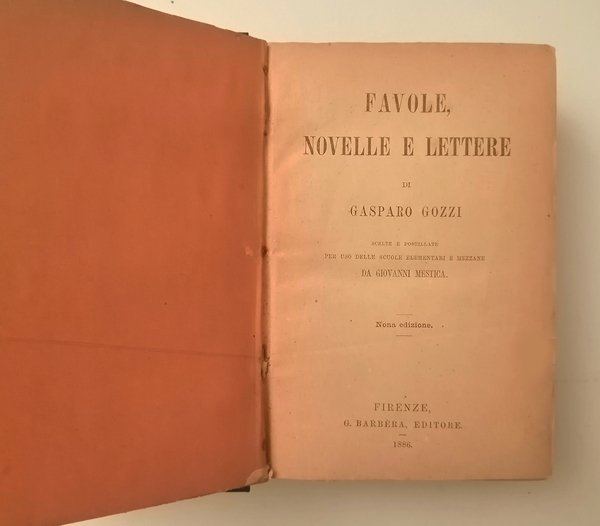 FAVOLE,
NOVELLE E LETTERE
DI
GASPARO GOZZI
SCELTE E POSTILLATE
PER USO DELLE SCUOLE ELEMENTARI E MEZZANE
DA GIOVANNI MESTICA.
Nona edizione.
FIRENZE,
G. BARBÈRA, EDITORE.
1886.